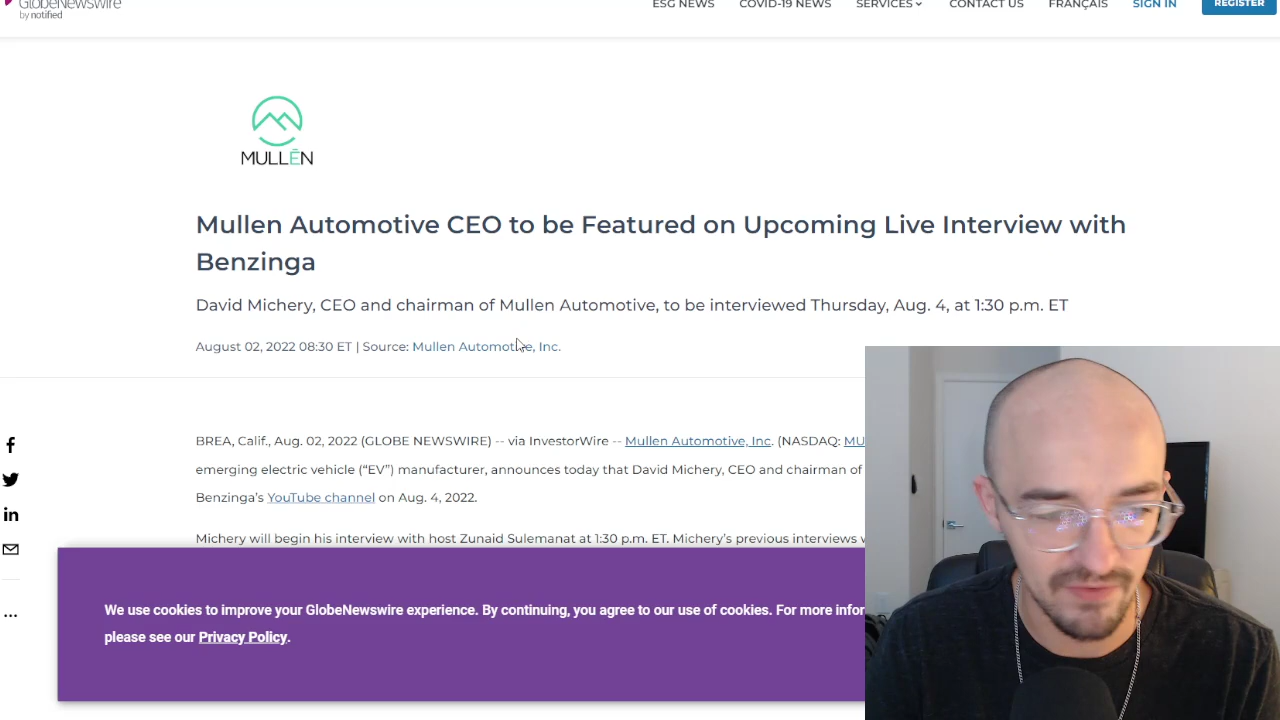 GlobeNewswire
by notified
ESG NEWS COVID-19 NEWS SERVICES CONTACT US FRANÇAIS SIGN IN REGISTER
MULLĒN
Mullen Automotive CEO to be Featured on Upcoming Live Interview with
Benzinga
David Michery, CEO and chairman of Mullen Automotive, to be interviewed Thursday, Aug. 4, at 1:30 p.m. ET
August 02, 2022 08:30 ET | Source: Mullen Automotive, Inc.
BREA, Calif., Aug. 02, 2022 (GLOBE NEWSWIRE) -- via InvestorWire -- Mullen Automotive, Inc. (NASDAQ: MU
emerging electric vehicle (“EV”) manufacturer, announces today that David Michery, CEO and chairman of
Benzinga’s YouTube channel on Aug. 4, 2022.
Michery will begin his interview with host Zunaid Sulemanat at 1:30 p.m. ET. Michery’s previous interviews
We use cookies to improve your GlobeNewswire experience. By continuing, you agree to our use of cookies. For more infor
please see our Privacy Policy.